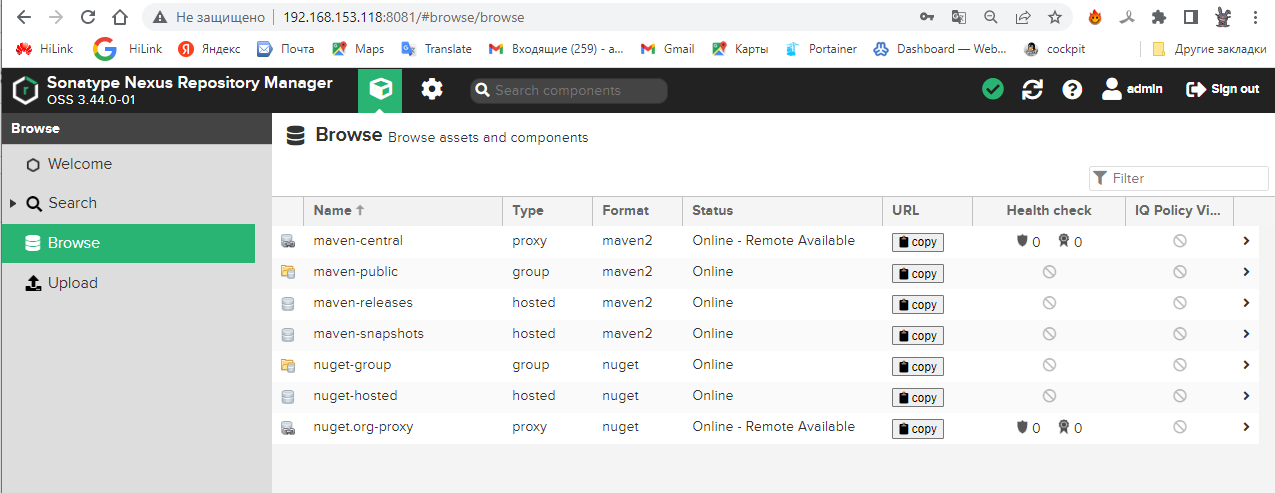 Не защищено 192.168.153.118:8081/#browse/browse
HiLink HiLink Яндекс Почта Maps Translate Входящие (259) - a... Gmail Карты Portainer Dashboard — Web... cockpit Другие закладки
Sonatype Nexus Repository Manager
OSS 3.44.0-01
Search components
admin Sign out
Browse
Welcome
Search
Browse
Upload
Browse Browse assets and components
Filter
Name Type Format Status URL Health check IQ Policy Vi...
maven-central proxy maven2 Online - Remote Available copy 0 0
maven-public group maven2 Online copy
maven-releases hosted maven2 Online copy
maven-snapshots hosted maven2 Online copy
nuget-group group nuget Online copy
nuget-hosted hosted nuget Online copy
nuget.org-proxy proxy nuget Online - Remote Available copy 0 0